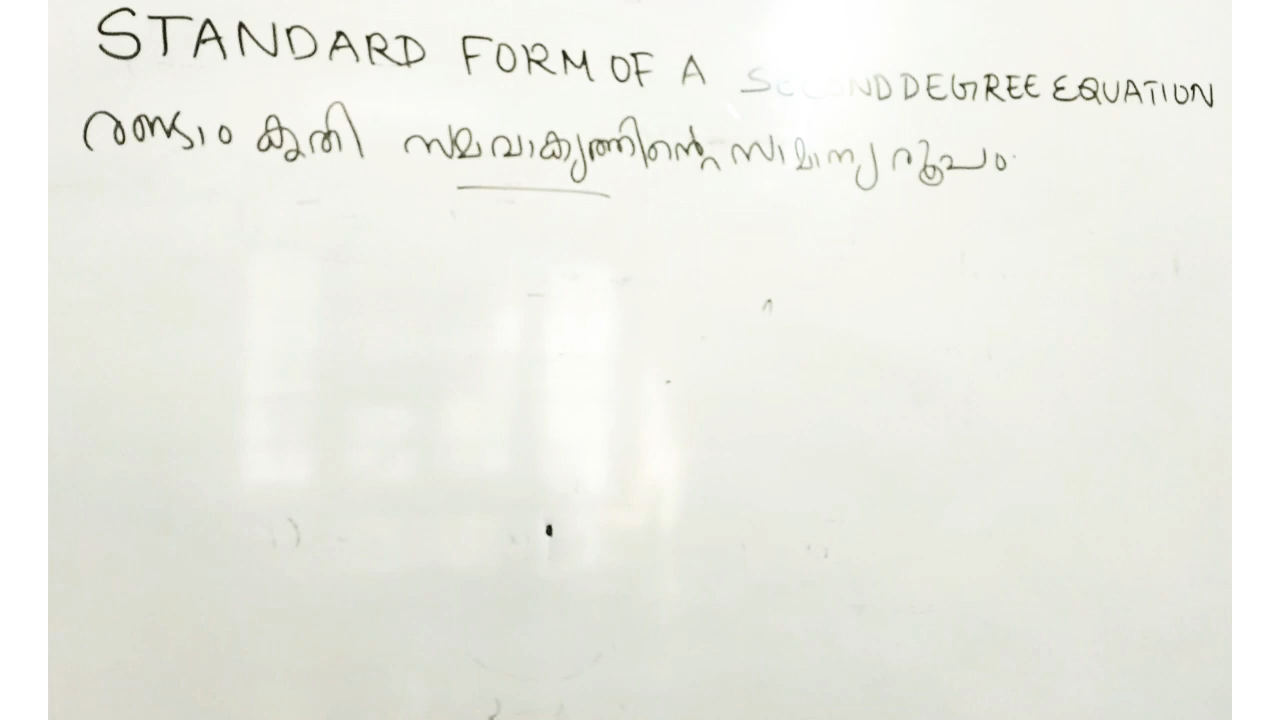 STANDARD FORM OF A SECOND DEGREE EQUATION
രണ്ടാം കൃതി സമവാക്യത്തിന്റെ സാമാന്യ രൂപം.